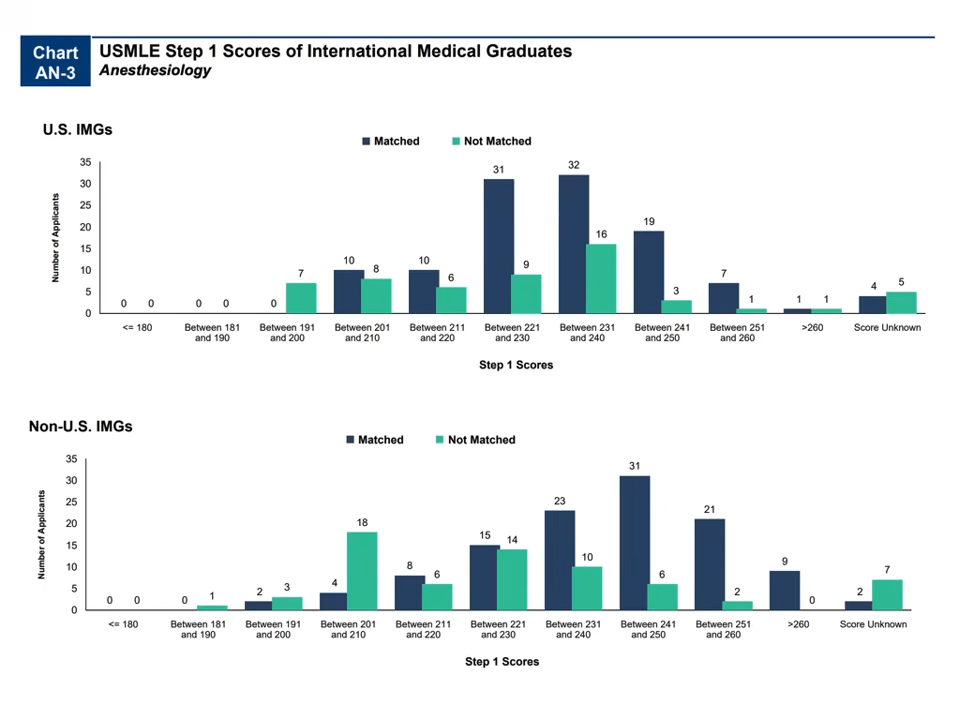 Chart
AN-3
USMLE Step 1 Scores of International Medical Graduates
Anesthesiology
U.S. IMGs
Matched Not Matched
Number of Applicants
35
30
25
20
15
10
5
0
0 0 0 0 0 7 10 8 10 6 31 9 32 16 19 3 7 1 1 1 4 5
<= 180 Between 181 Between 191 Between 201 Between 211 Between 221 Between 231 Between 241 Between 251 >260 Score Unknown
and 190 and 200 and 210 and 220 and 230 and 240 and 250 and 260
Step 1 Scores
Non-U.S. IMGs
Matched Not Matched
Number of Applicants
35
30
25
20
15
10
5
0
0 0 0 1 2 3 4 18 8 6 15 14 23 10 31 6 21 2 9 0 2 7
<= 180 Between 181 Between 191 Between 201 Between 211 Between 221 Between 231 Between 241 Between 251 >260 Score Unknown
and 190 and 200 and 210 and 220 and 230 and 240 and 250 and 260
Step 1 Scores